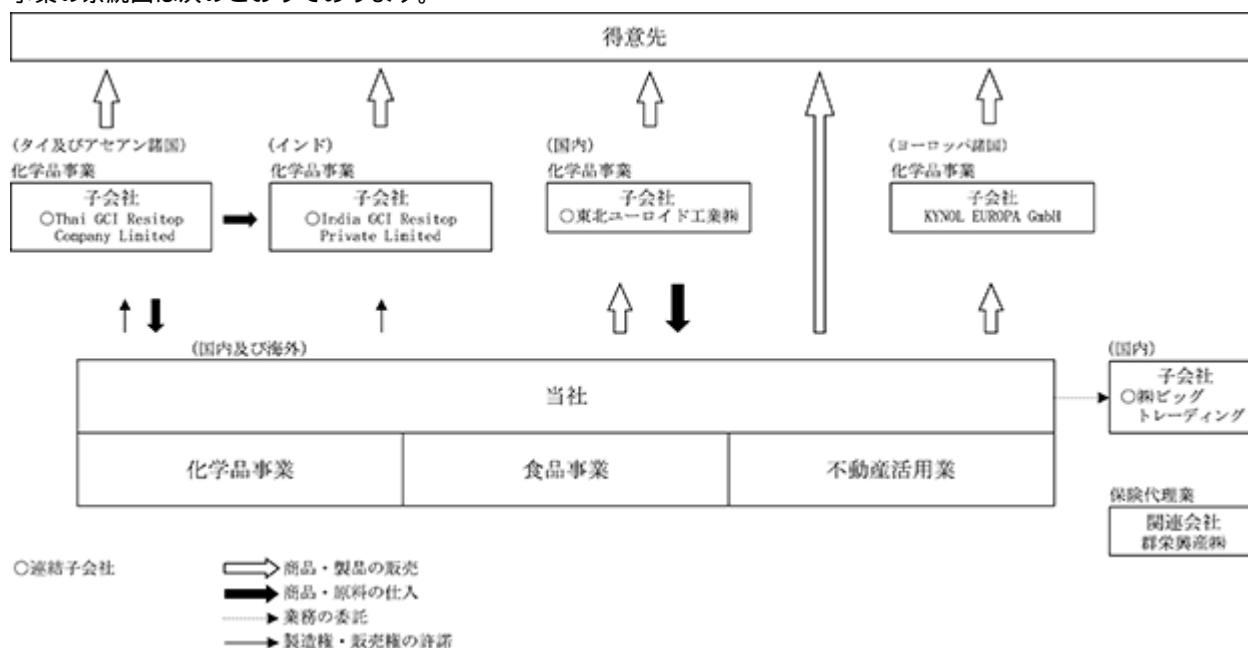 事業の系統図は次のとおりであります。
得意先
(タイ及びアセアン諸国)
化学品事業
子会社
○Thai GCI Resitop
Company Limited
(インド)
化学品事業
子会社
○India GCI Resitop
Private Limited
(国内)
化学品事業
子会社
○東北ユーロイド工業㈱
(ヨーロッパ諸国)
化学品事業
子会社
KYNOL EUROPA GmbH
(国内及び海外)
当社
化学品事業
食品事業
不動産活用業
(国内)
子会社
○㈱ビッグ
トレーディング
保険代理業
関連会社
群栄興産㈱
○連結子会社
商品・製品の販売
商品・原料の仕入
業務の委託
製造権・販売権の許諾